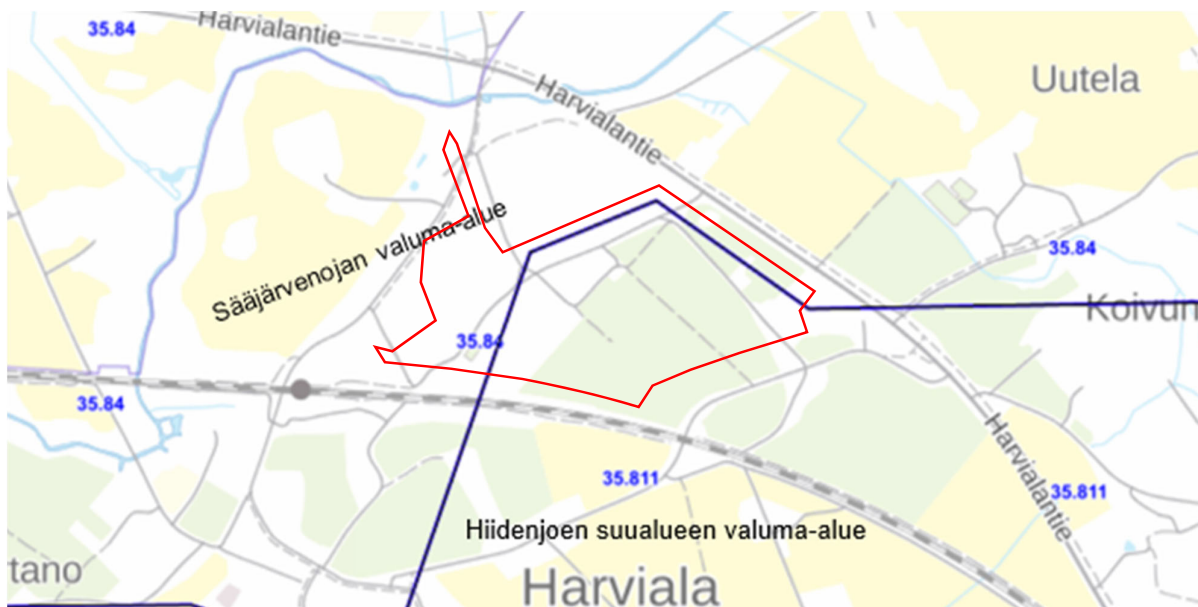 Harvialantie
35.84
Harvialantie
Uutela
Sääjärvenojan valuma-alue
35.84
Koivun
35.84
35.84
Harvialantie
35.811
35.811
Hiidenjoen suualueen valuma-alue
tano
Harviala